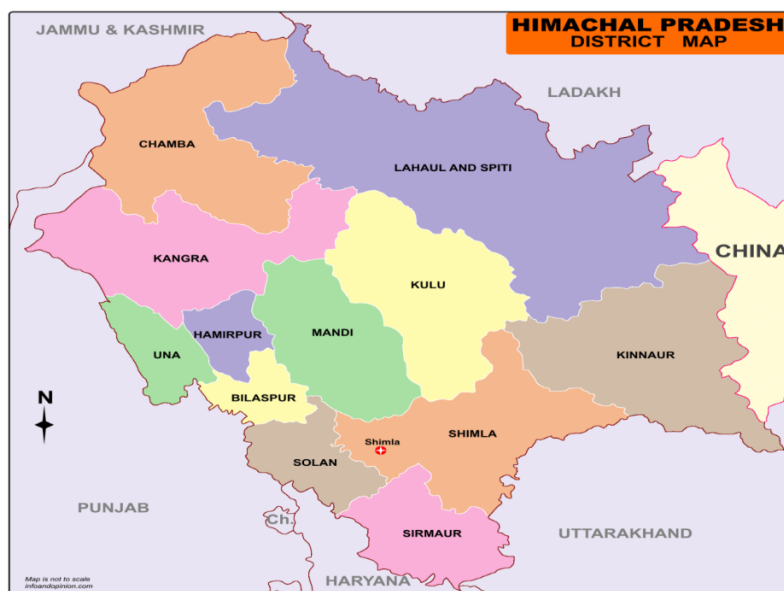 JAMMU & KASHMIR
HIMACHAL PRADESH
DISTRICT MAP
LADAKH
CHAMBA
LAHAUL AND SPITI
CHINA
KANGRA
KULU
HAMIRPUR
MANDI
UNA
KINNAUR
BILASPUR
N
Shimla
SHIMLA
SOLAN
PUNJAB
Ch.
SIRMAUR
UTTARAKHAND
HARYANA
Map is not to scale
infoandopinion.com